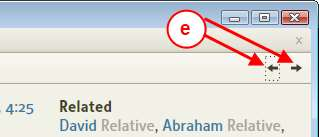 e
, 4:25 Related
David Relative, Abraham Relative,